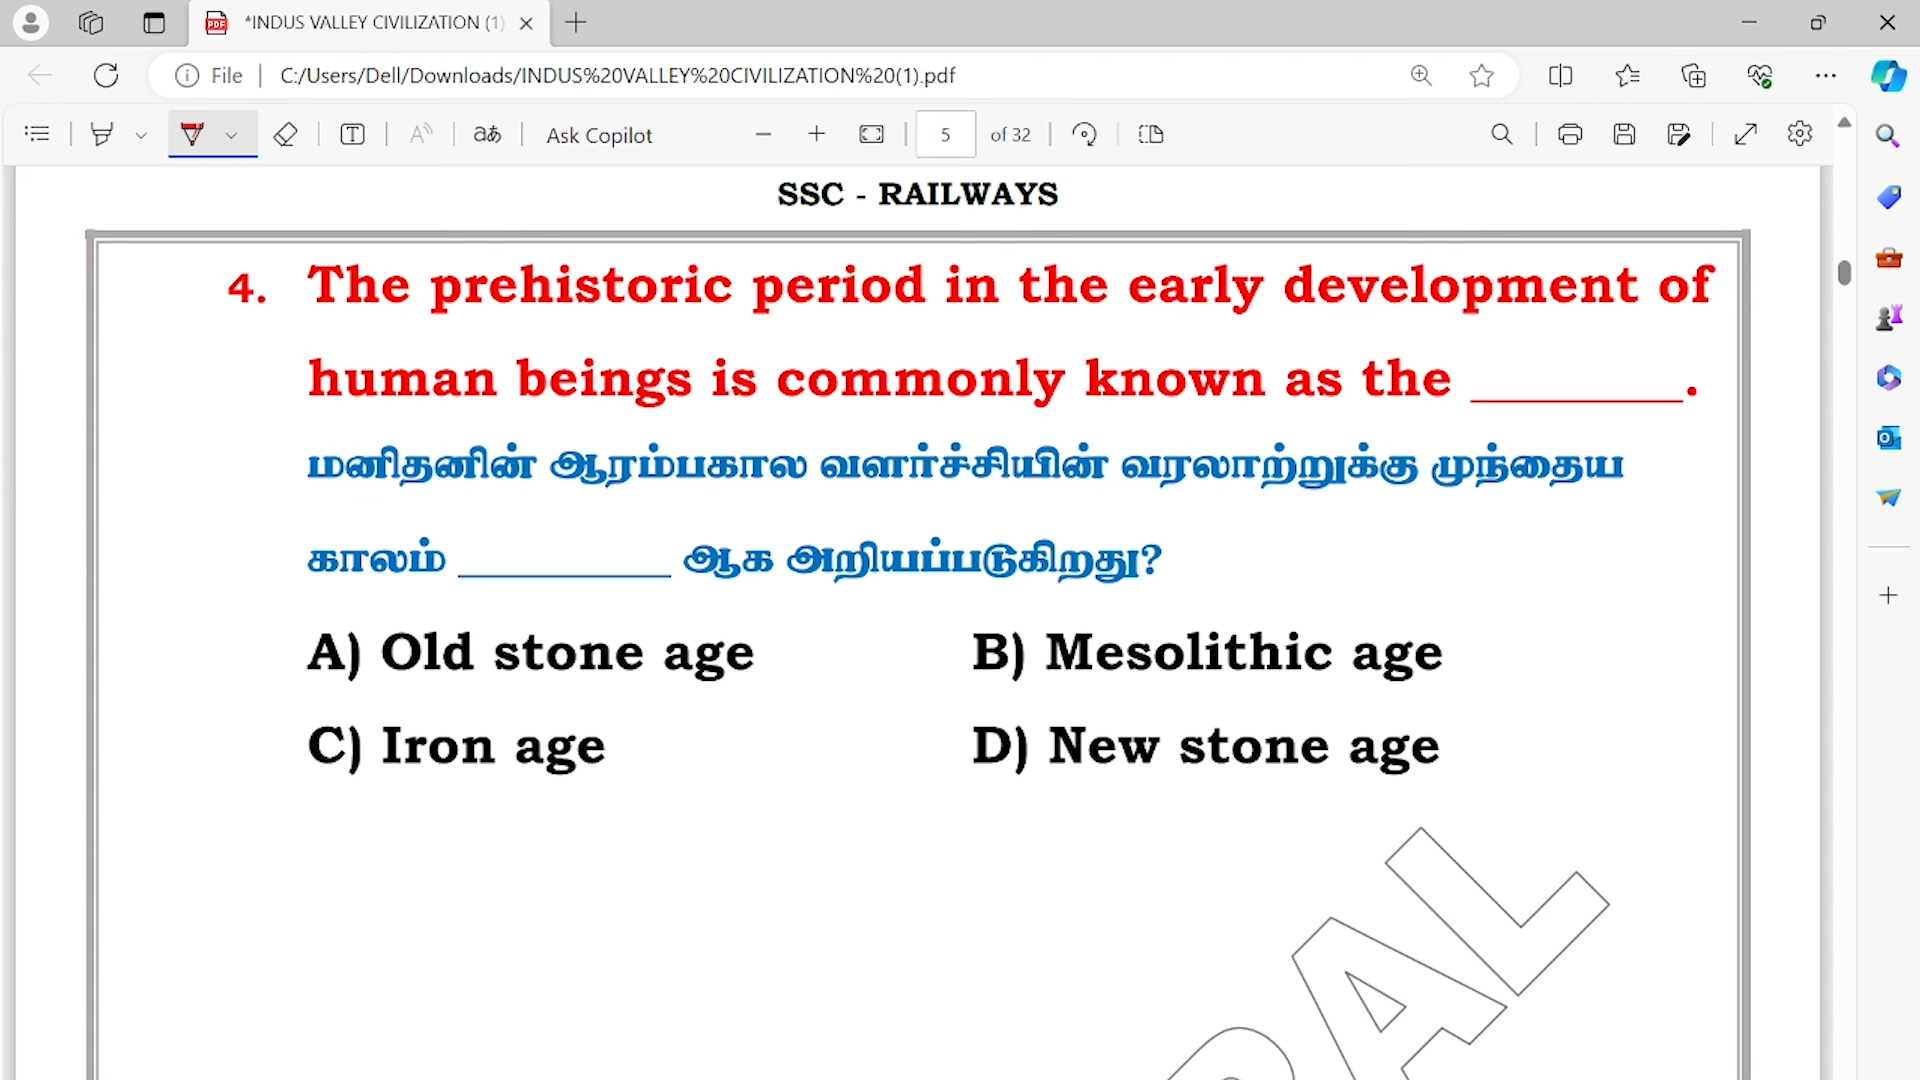 *INDUS VALLEY CIVILIZATION (1)
File
C:/Users/Dell/Downloads/INDUS%20VALLEY%20CIVILIZATION%20(1).pdf
Ask Copilot
5 of 32
SSC - RAILWAYS
4. The prehistoric period in the early development of
human beings is commonly known as the ________.
மனிதனின் ஆரம்பகால வளர்ச்சியின் வரலாற்றுக்கு முந்தைய
காலம் ________ ஆக அறியப்படுகிறது?
A) Old stone age
B) Mesolithic age
C) Iron age
D) New stone age